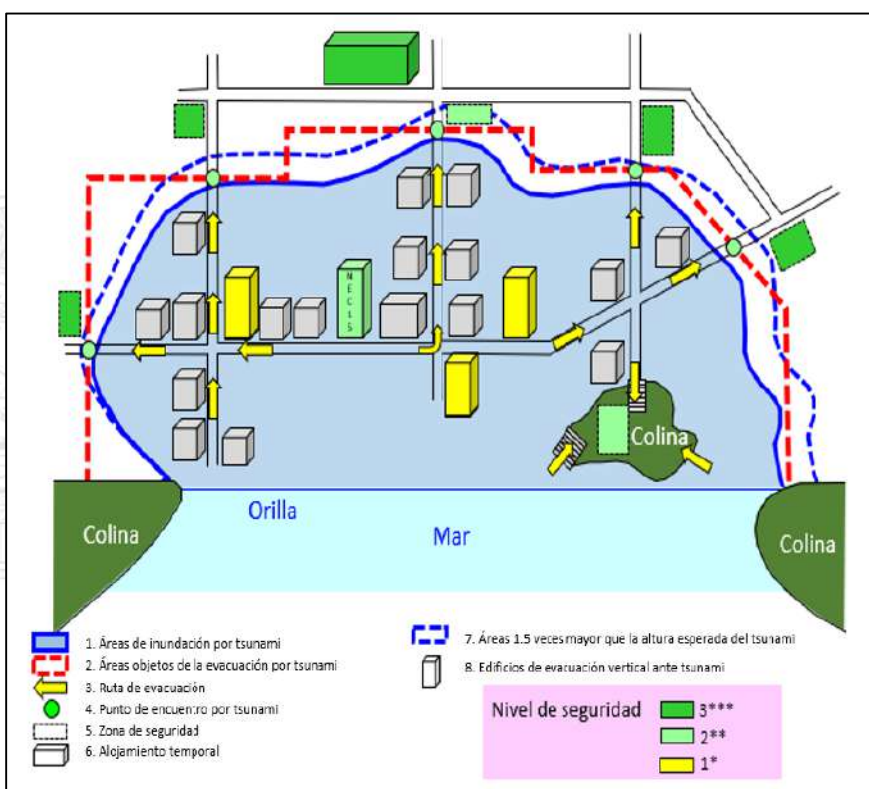 NECLS
Colina
Colina
Orilla
Mar
Colina
1. Áreas de inundación por tsunami
2. Áreas objetos de la evacuación por tsunami
3. Ruta de evacuación
4. Punto de encuentro por tsunami
5. Zona de seguridad
6. Alojamiento temporal
7. Áreas 1.5 veces mayor que la altura esperada del tsunami
8. Edificios de evacuación vertical ante tsunami
Nivel de seguridad
3***
2**
1*